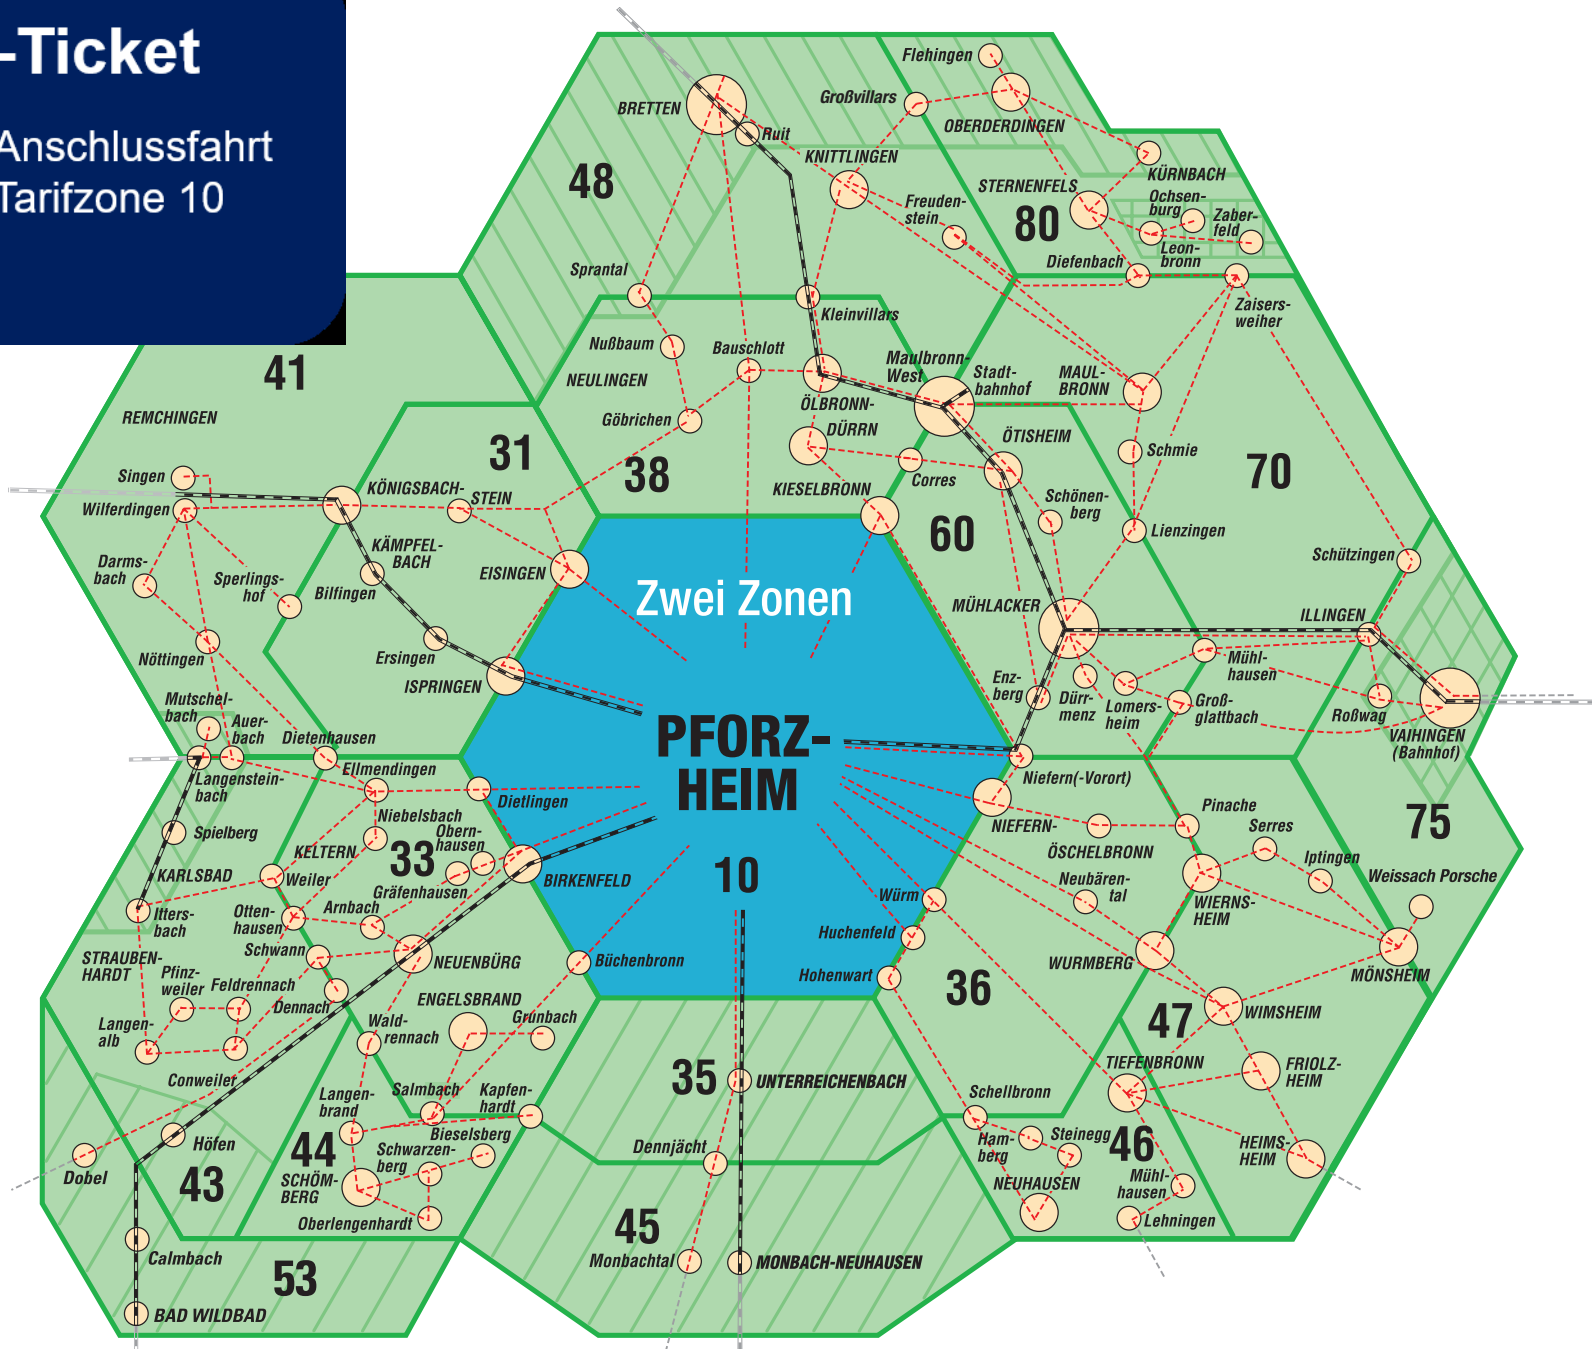 -Ticket
Anschlussfahrt
Tarifzone 10
Flehingen
Großvillars
OBERDERDINGEN
BRETTEN
Ruit
KNITTLINGEN
KÜRNBACH
48
STERNENFELS
Ochsen-
burg
Zaber-
feld
Freuden-
stein
80
Leon-
bronn
Diefenbach
Sprantal
Zaisers-
weiher
Kleinvillars
Nußbaum
Bauschlott
Maulbronn-
West
Stadt-
bahnhof
MAUL-
BRONN
41
NEULINGEN
REMCHINGEN
Göbrichen
ÖLBRONN-
DÜRRN
ÖTISHEIM
Schmie
31
38
70
Singen
KÖNIGSBACH-
STEIN
KIESELBRONN
Corres
Wilferdingen
Schönen-
berg
Lienzingen
60
KÄMPFEL-
BACH
Darms-
bach
Sperlings-
hof
Bilfingen
EISINGEN
Schützingen
Zwei Zonen
MÜHLACKER
ILLINGEN
Nöttingen
Ersingen
ISPRINGEN
Enz-
berg
Dürr-
menz
Lomers-
heim
Mühl-
hausen
Groß-
glattbach
Roßwag
VAIHINGEN
(Bahnhof)
Mutschel-
bach
Auer-
bach
Dietenhausen
PFORZ-
HEIM
Langenstein-
bach
Ellmendingen
Dietlingen
Niefern(-Vorort)
Spielberg
Niebelsbach
Obern-
hausen
NIEFERN-
ÖSCHELBRONN
Pinache
Serres
75
KELTERN
33
Iptingen
KARLSBAD
Weiler
Gräfenhausen
BIRKENFELD
10
Würm
Neubären-
tal
WIERNS-
HEIM
Weissach Porsche
Itters-
bach
Otten-
hausen
Arnbach
Huchenfeld
Schwann
NEUENBÜRG
Büchenbronn
Hohenwart
WURMBERG
MÖNSHEIM
STRAUBEN-
HARDT
Pfinz-
weiler
Feldrennach
Dennach
36
ENGELSBRAND
Grunbach
47
WIMSHEIM
Langen-
alb
Wald-
rennach
Conweiler
Langen-
brand
Salmbach
Kapfen-
hardt
35
UNTERREICHENBACH
TIEFENBRONN
FRIOLZ-
HEIM
Schellbronn
Höfen
44
Bieselsberg
Schwarzen-
berg
Dennjächt
Ham-
berg
Steinegg
46
HEIMS-
HEIM
Dobel
43
SCHÖM-
BERG
NEUHAUSEN
Mühl-
hausen
Oberlengenhardt
45
Lehningen
Calmbach
53
Monbachtal
MONBACH-NEUHAUSEN
BAD WILDBAD